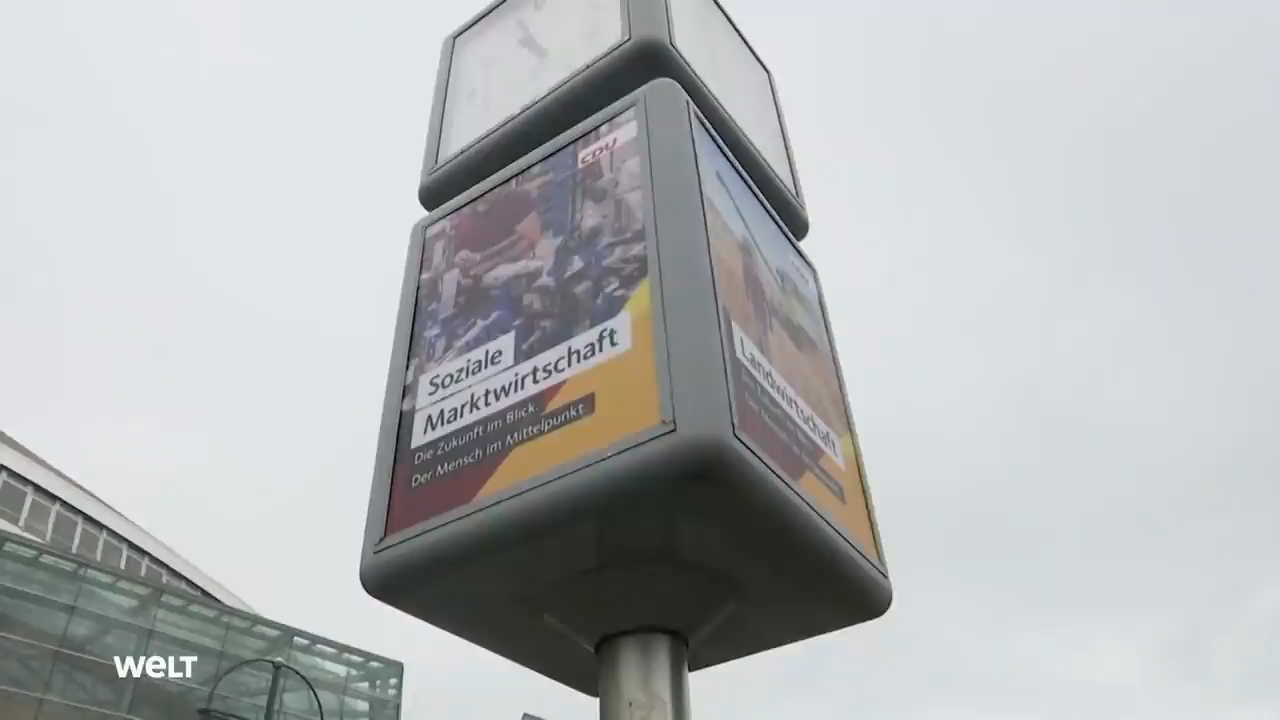 CDU
Soziale
Marktwirtschaft
Die Zukunft im Blick.
Der Mensch im Mittelpunkt.
Landwirtschaft
WELT